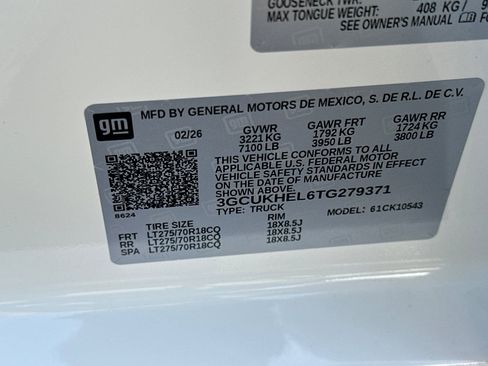 GOOSENECK TWR:
MAX TONGUE WEIGHT: 408 KG / 9
SEE OWNER'S MANUAL FO
MFD BY GENERAL MOTORS DE MEXICO, S. DE R.L. DE C.V.
gm
02/26 GVWR GAWR FRT GAWR RR
3221 KG 1792 KG 1724 KG
7100 LB 3950 LB 3800 LB
THIS VEHICLE CONFORMS TO ALL
APPLICABLE U.S. FEDERAL MOTOR
VEHICLE SAFETY STANDARDS IN
EFFECT ON THE DATE OF MANUFACTURE
SHOWN ABOVE.
3GCUKHEL6TG279371
TYPE: TRUCK MODEL: 61CK10543
8624
TIRE SIZE RIM
FRT LT275/70R18CQ 18X8.5J
RR LT275/70R18CQ 18X8.5J
SPA LT275/70R18CQ 18X8.5J